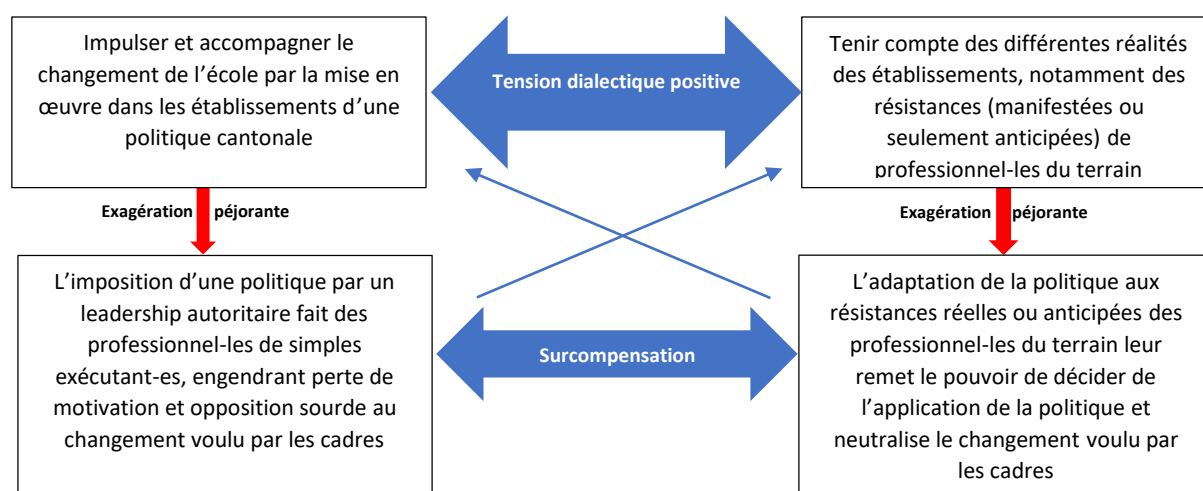 Impulser et accompagner le
changement de l’école par la mise en
œuvre dans les établissements d’une
politique cantonale
Tension dialectique positive
Tenir compte des différentes réalités
des établissements, notamment des
résistances (manifestées ou
seulement anticipées) de
professionnel-les du terrain
Exagération péjorante
Exagération péjorante
L’imposition d’une politique par un
leadership autoritaire fait des
professionnel-les de simples
exécutant-es, engendrant perte de
motivation et opposition sourde au
changement voulu par les cadres
Surcompensation
L’adaptation de la politique aux
résistances réelles ou anticipées des
professionnel-les du terrain leur
remet le pouvoir de décider de
l’application de la politique et
neutralise le changement voulu par
les cadres